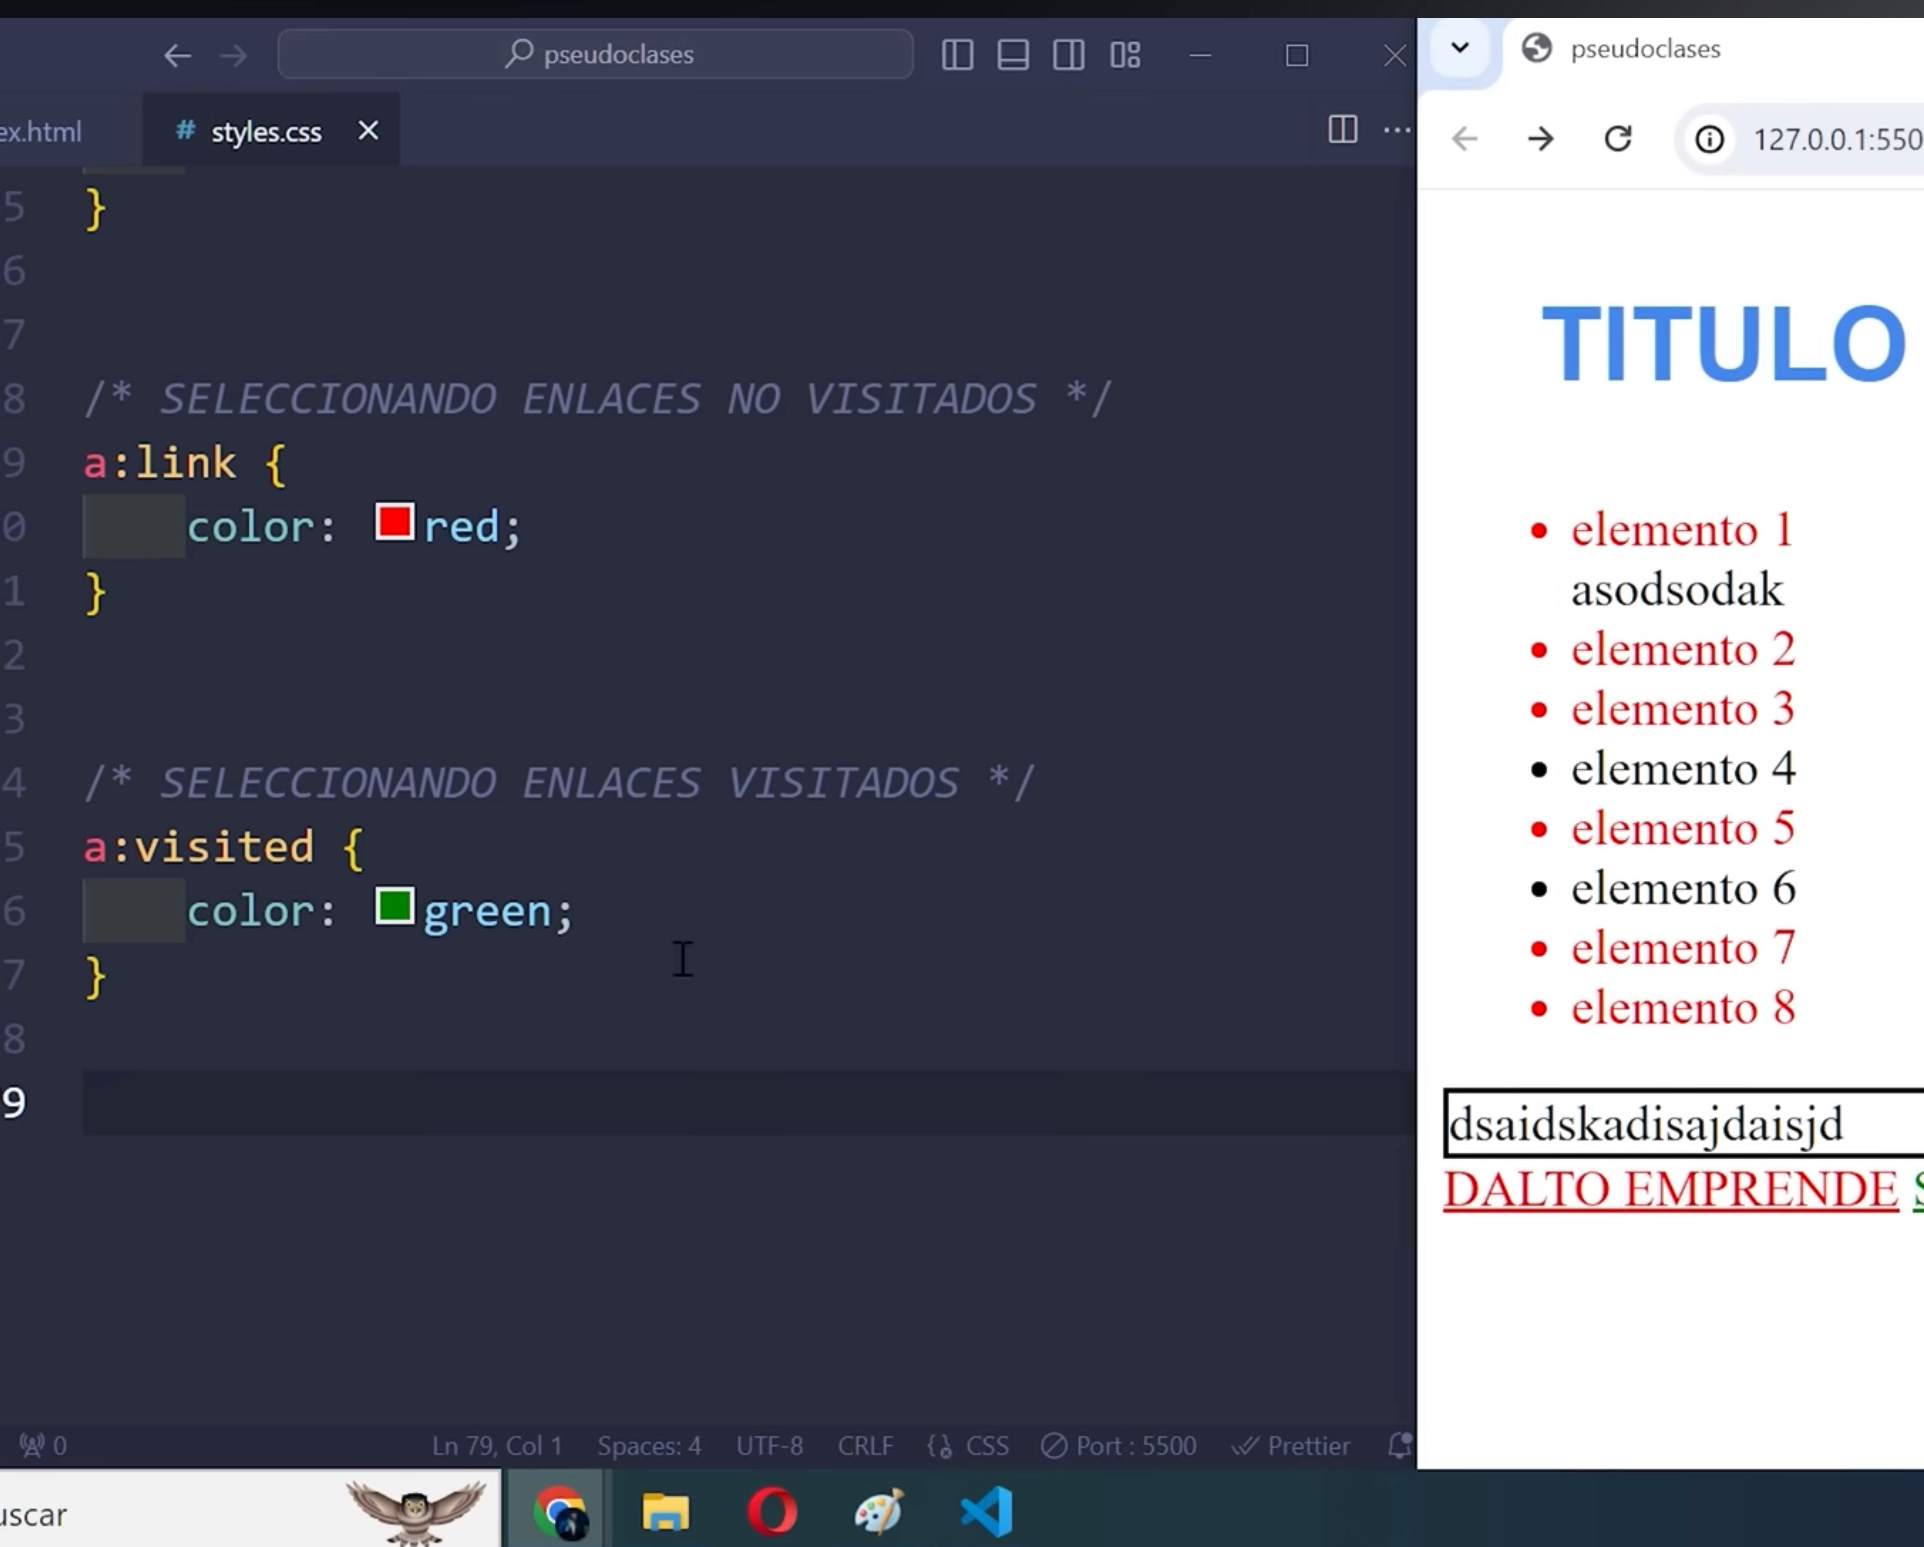 pseudoclases
ex.html
# styles.css
5 }
6
7
8 /* SELECCIONANDO ENLACES NO VISITADOS */
9 a:link {
0 color: red;
1 }
2
3
4 /* SELECCIONANDO ENLACES VISITADOS */
5 a:visited {
6 color: green;
7 }
8
9
0 Ln 79, Col 1 Spaces: 4 UTF-8 CRLF CSS Port : 5500 Prettier
uscar
pseudoclases
127.0.0.1:550
TITULO
• elemento 1
asodsodak
• elemento 2
• elemento 3
• elemento 4
• elemento 5
• elemento 6
• elemento 7
• elemento 8
dsaidskadisajdaisjd
DALTO EMPRENDE